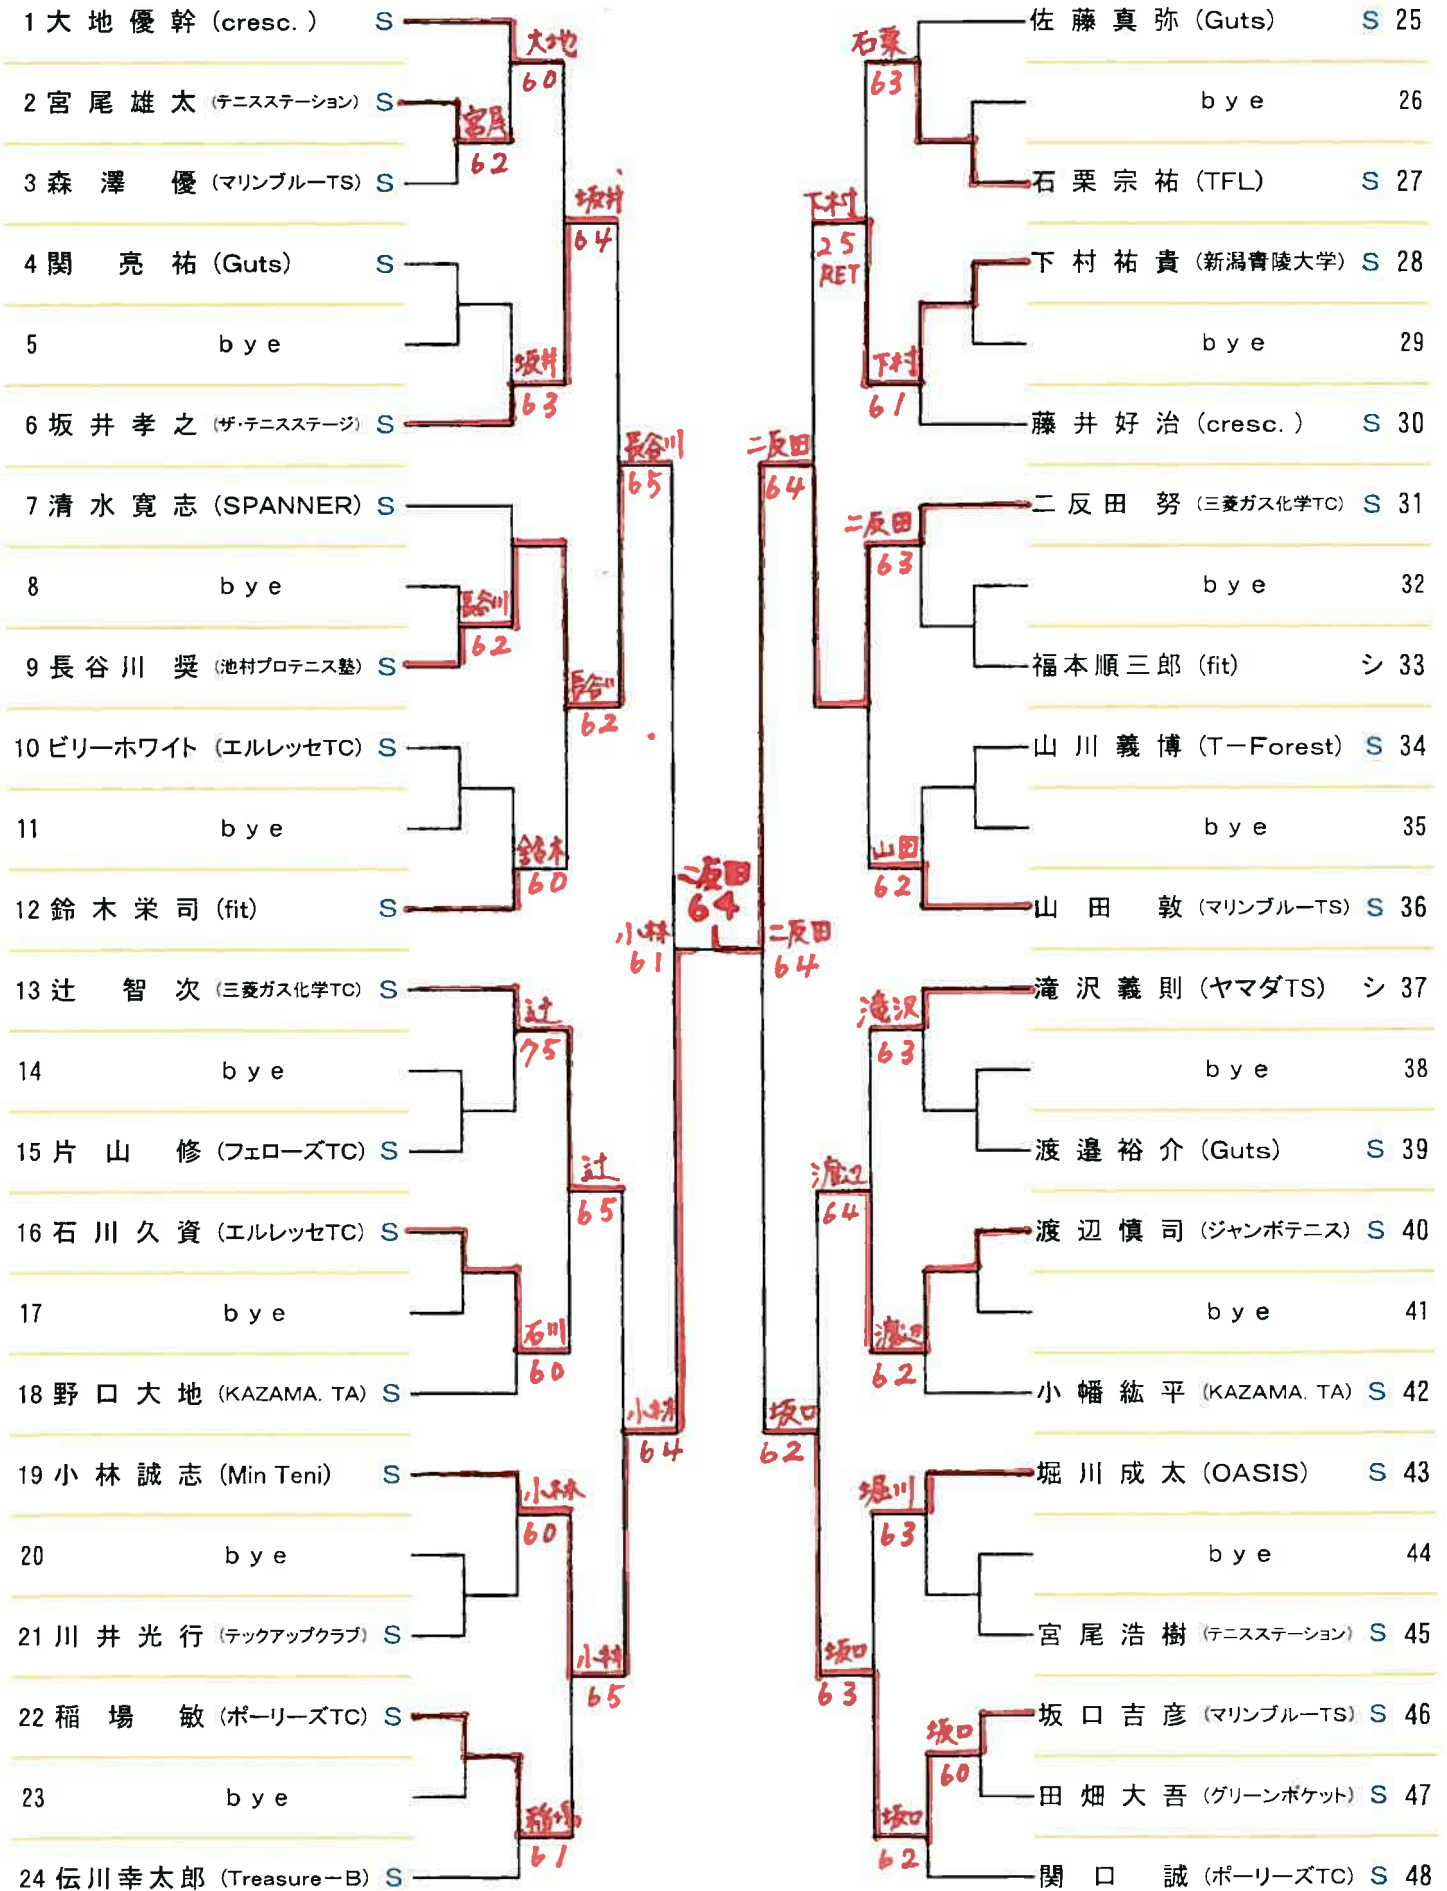 1 大地優幹 (cresc.) S
大地
60
2 宮尾雄太 (テニスステーション) S
宮尾
62
3 森澤 優 (マリンブルーTS) S
坂井
64
4 関 亮祐 (Guts) S
5 bye
坂井
63
6 坂井孝之 (ザ・テニスステージ) S
長谷川
65
7 清水寛志 (SPANNER) S
8 bye
長谷川
62
9 長谷川 奨 (池村プロテニス塾) S
長谷川
62
10 ビリーホワイト (エルレッセTC) S
11 bye
鈴木
60
12 鈴木栄司 (fit) S
小林
61
13 辻 智次 (三菱ガス化学TC) S
辻
75
14 bye
15 片山 修 (フェローズTC) S
辻
65
16 石川久資 (エルレッセTC) S
17 bye
石川
60
18 野口大地 (KAZAMA.TA) S
小林
64
19 小林誠志 (Min Teni) S
小林
60
20 bye
21 川井光行 (テックアップクラブ) S
小林
65
22 稲場 敏 (ポーリーズTC) S
23 bye
稲場
61
24 伝川幸太郎 (Treasure-B) S
二反田
64
佐藤真弥 (Guts) S 25
石栗
63
bye 26
石栗宗祐 (TFL) S 27
下村
25
RET
下村祐貴 (新潟青陵大学) S 28
bye 29
下村
61
藤井好治 (cresc.) S 30
二反田
64
二反田 努 (三菱ガス化学TC) S 31
二反田
63
bye 32
福本順三郎 (fit) シ 33
山川義博 (T-Forest) S 34
bye 35
山田
62
山田 敦 (マリンブルーTS) S 36
二反田
64
滝沢義則 (ヤマダTS) シ 37
滝沢
63
bye 38
渡邉裕介 (Guts) S 39
渡辺
64
渡辺慎司 (ジャンボテニス) S 40
bye 41
渡辺
62
小幡紘平 (KAZAMA.TA) S 42
坂口
62
堀川成太 (OASIS) S 43
堀川
63
bye 44
宮尾浩樹 (テニスステーション) S 45
坂口
63
坂口吉彦 (マリンブルーTS) S 46
坂口
60
田畑大吾 (グリーンポケット) S 47
坂口
62
関口 誠 (ポーリーズTC) S 48